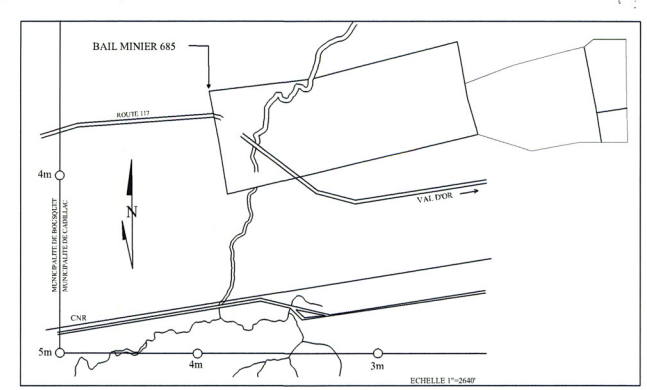 BAIL MINIER 685
ROUTE 117
4m
N
VAL D'OR
MUNICIPALITE DE BOUSQUET
MUNICIPALITE DE CADILLAC
CNR
5m
4m
3m
ECHELLE 1"=2640'